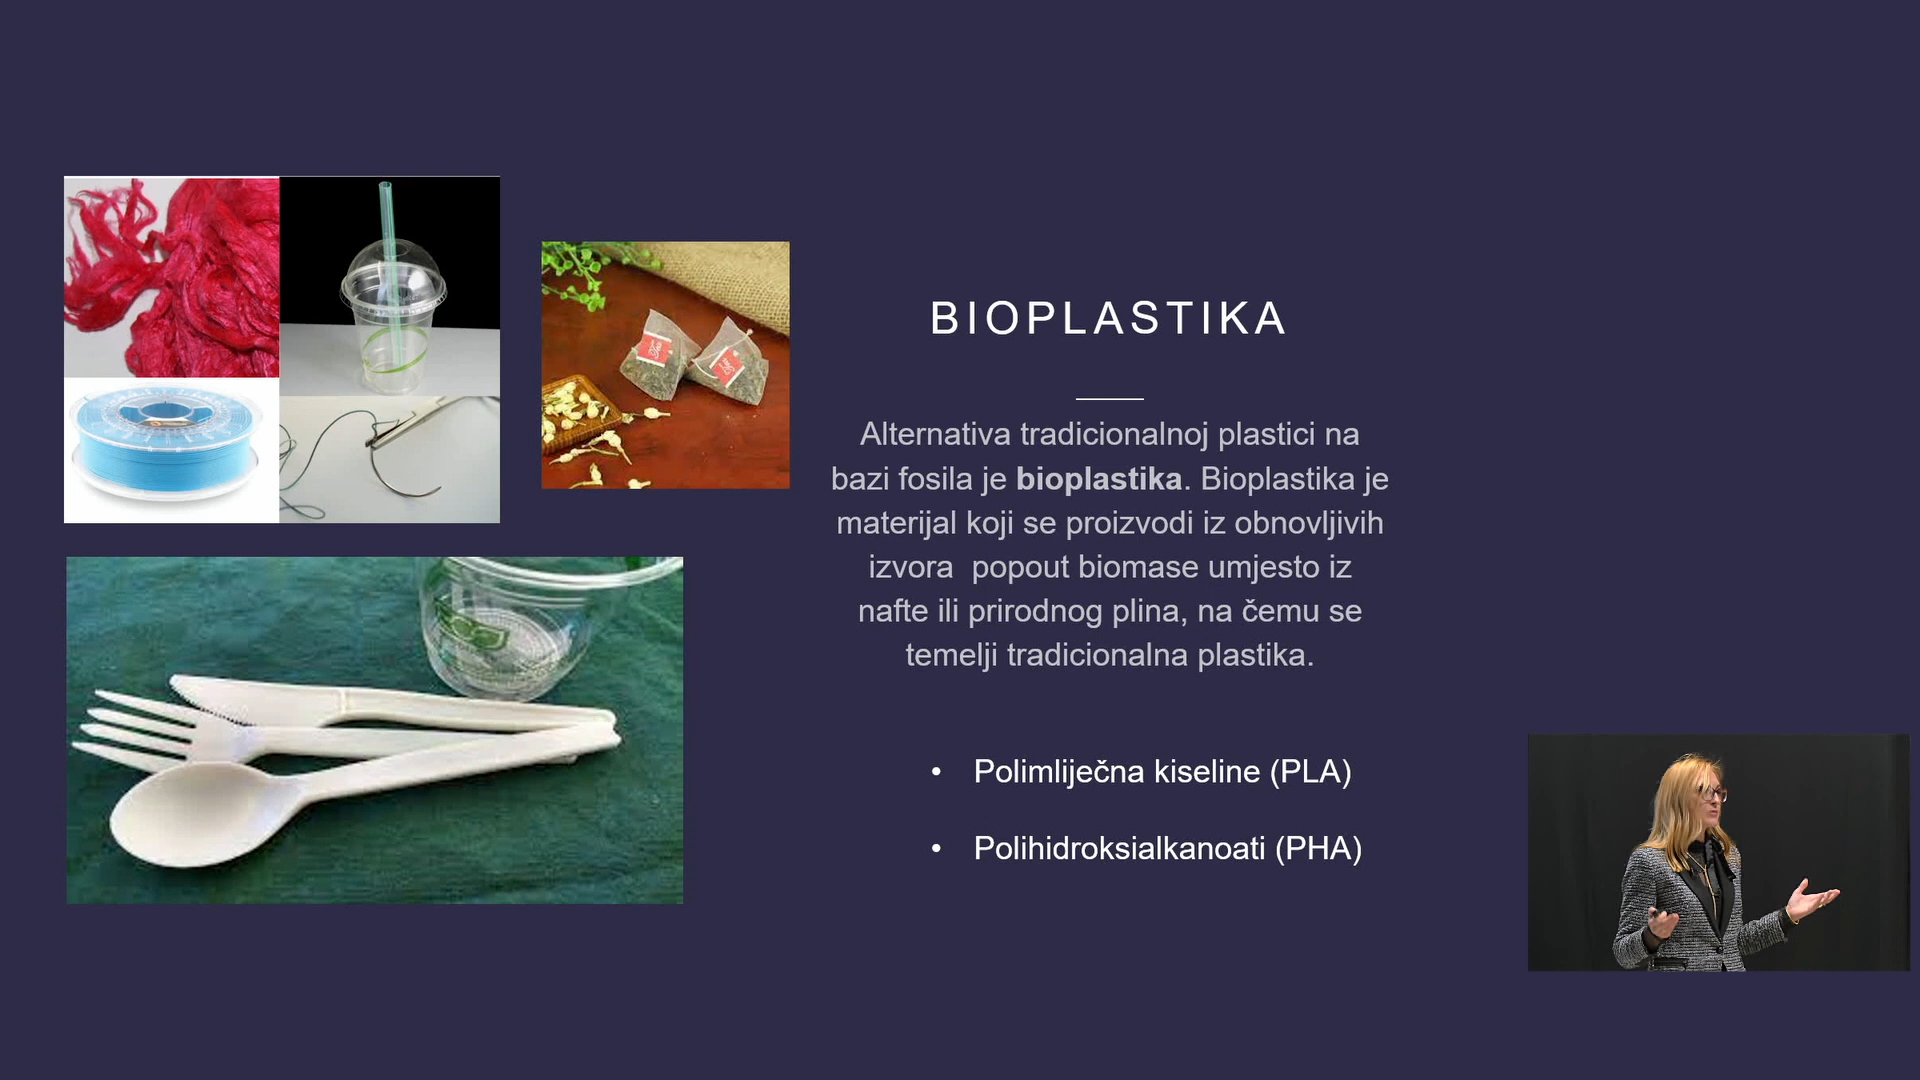 BIOPLASTIKA
Alternativa tradicionalnoj plastici na
bazi fosila je bioplastika. Bioplastika je
materijal koji se proizvodi iz obnovljivih
izvora  popout biomase umjesto iz
nafte ili prirodnog plina, na čemu se
temelji tradicionalna plastika.
• Polimliječna kiseline (PLA)
• Polihidroksialkanoati (PHA)